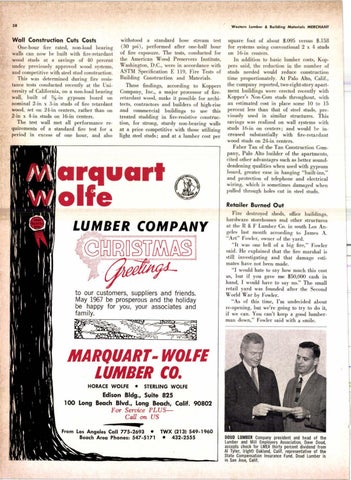 38
Western Lumber & Building Materials MERCHANT
Wall Construction Cuts Costs
One-hour fire rated, non-load bearing
walls can now be built with fire-retardant
wood studs at a savings of 40 percent
under previously approved wood systems,
and competitive with steel stud construction.
This was determined during fire resis-
tance tests conducted recently at the Uni-
versity of California, on a non-load bearing
wall, built of 5/8-in gypsum board on
nominal 2-in x 3-in studs of fire retardant
wood, set on 24-in centers, rather than on
2-in x 4-in studs on 16-in centers.
The test wall met all performance re-
quirements of a standard fire test for a
period in excess of one hour, and also
withstood a standard hose stream test
(30 psi), performed after one-half hour
of fire exposure. The tests, conducted for
the American Wood Preservers Institute,
Washington, D.C., were in accordance with
ASTM Specification E 119, Fire Tests of
Building Construction and Materials.
These findings, according to Koppers
Company, Inc., a major processor of fire-
retardant wood, make it possible for archi-
tects, contractors and builders of high-rise
and commercial buildings to use this
treated studding in fire-resistive construc-
tion, for strong, sturdy non-bearing walls
at a price competitive with those utilizing
light steel studs; and at a lumber cost per
square foot of about $.095 versus $.158
for systems using conventional 2 x 4 studs
on 16-in centers.
In addition to basic lumber costs, Kop-
pers said, the reduction in the number of
studs needed would reduce construction
time proportionately. At Palo Alto, Calif.,
the company reported, two eight-story apart-
ment buildings were erected recently with
Koppers Non-Com studs throughout, with
an estimated cost in place some 10 to 15
percent less than that of steel studs, pre-
viously used in similar structures. This
savings was realized on wall systems with
studs 16-in on centers; and would be in-
creased substantially with fire-retardant
wood studs on 24-in centers.
Faber Tan of the Tan Construction Com-
pany, Palo Alto builder of the apartments,
cited other advantages such as better sound-
deadening qualities when used with gypsum
board, greater ease in hanging "built-ins,"
and protection of telephone and electrical
wiring, which is sometimes damaged when
pulled through holes cut in steel studs.
Retailer Burned Out
Fire destroyed sheds, office buildings,
hardware storehouses and other structures
at the R & F Lumber Co. in south Los An-
geles last month according to James A
"Art" Fowler, owner of the yard.
"It was one hell of a big fire," Fowler
said. He explained that the fire marshal is
still investigating and that damage esti-
mates have not been made.
"I would hate to say how much this cost
us, but if you gave me $50,000 cash in
hand, I would have to say no." The small
retail yard was founded after the Second
World War by Fowler.
"As of this time, I'm undecided about
re-opening, but we're going to try to do it,
if we can. You can't keep a good lumber-
man down," Fowler said with a smile.
Marquart
Wolfe
LUMBER COMPANY
CHRISTMAS
Greetings
to our customers, suppliers and friends.
May 1967 be prosperous and the holiday
be happy for you, your associates and
family.
MARQUART-WOLFE
LUMBER CO.
HORACE WOLFE • STERLING WOLFE
Edison Bldg., Suite 825
100 Long Beach Blvd., Long Beach, Calif. 90802
For Service PLUS—
Call on US
From Los Angeles Call 775-2692 • TWX (213) 549-1960
Beach Area Phones: 547-5171 • 432-2555
DOUD LUMBER Company president and head of the
Lumber and Mill Employers Association, Dave Doud,
accepts check for LMEA thirty percent dividend from
Al Tyler, (right) Oakland, Calif., representative of the
State Compensation Insurance Fund. Doud Lumber is
in San Jose, Calif.